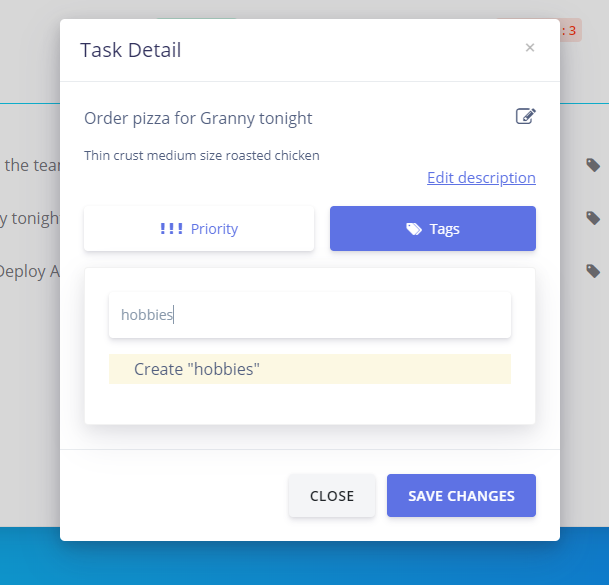 : 3
Task Detail
×
Order pizza for Granny tonight
Thin crust medium size roasted chicken
the
Edit description
y tonigh
!!! Priority
Tags
Deploy A
hobbies
Create "hobbies"
CLOSE
SAVE CHANGES